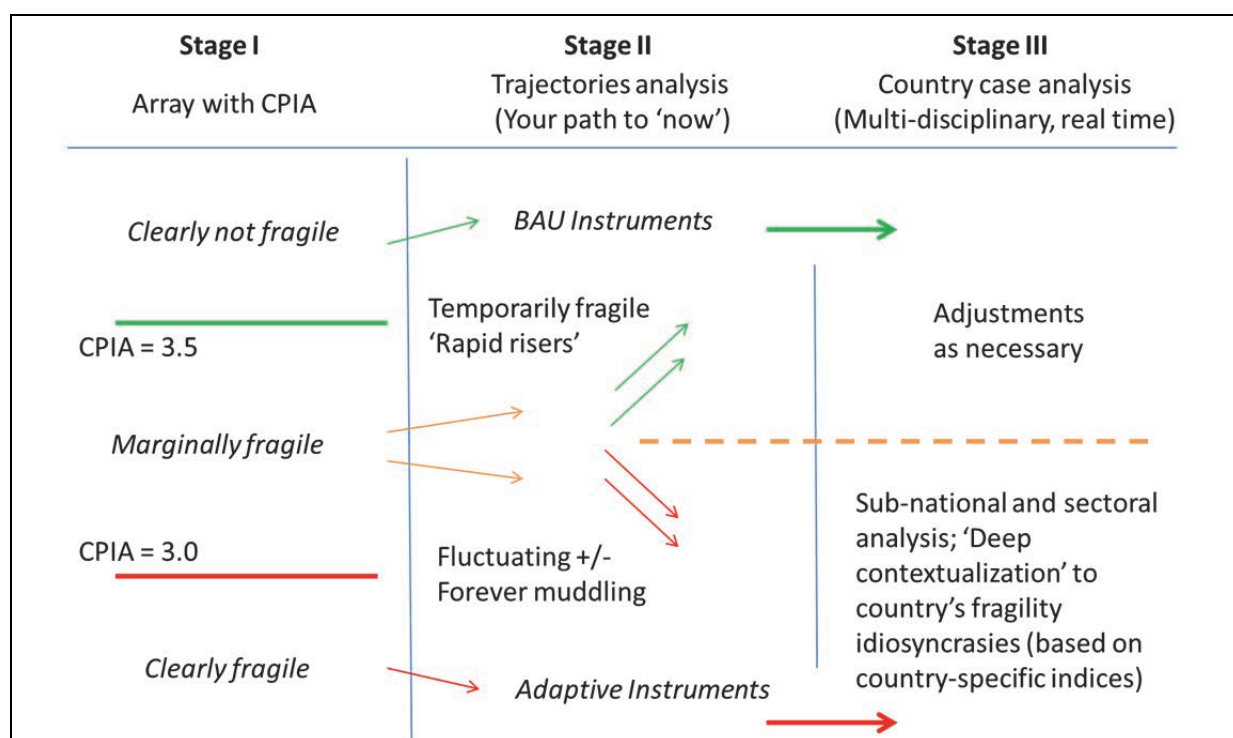 Stage I
Array with CPIA
Stage II
Trajectories analysis
(Your path to ‘now’)
Stage III
Country case analysis
(Multi-disciplinary, real time)
Clearly not fragile
BAU Instruments
CPIA = 3.5
Temporarily fragile
‘Rapid risers’
Adjustments
as necessary
Marginally fragile
CPIA = 3.0
Fluctuating +/-
Forever muddling
Sub-national and sectoral
analysis; ‘Deep
contextualization’ to
country’s fragility
idiosyncrasies (based on
country-specific indices)
Clearly fragile
Adaptive Instruments